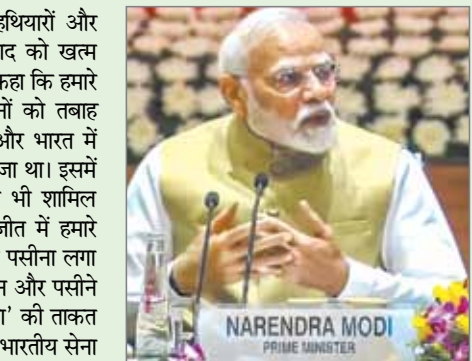 हथियारों और
ाद को खत्म
कहा कि हमारे
नों को तबाह
और भारत में
जा था। इसमें
भी शामिल
जीत में हमारे
पसीना लगा
न और पसीने
ा' की ताकत
भारतीय सेना
NARENDRA MODI
PRIME MINISTER